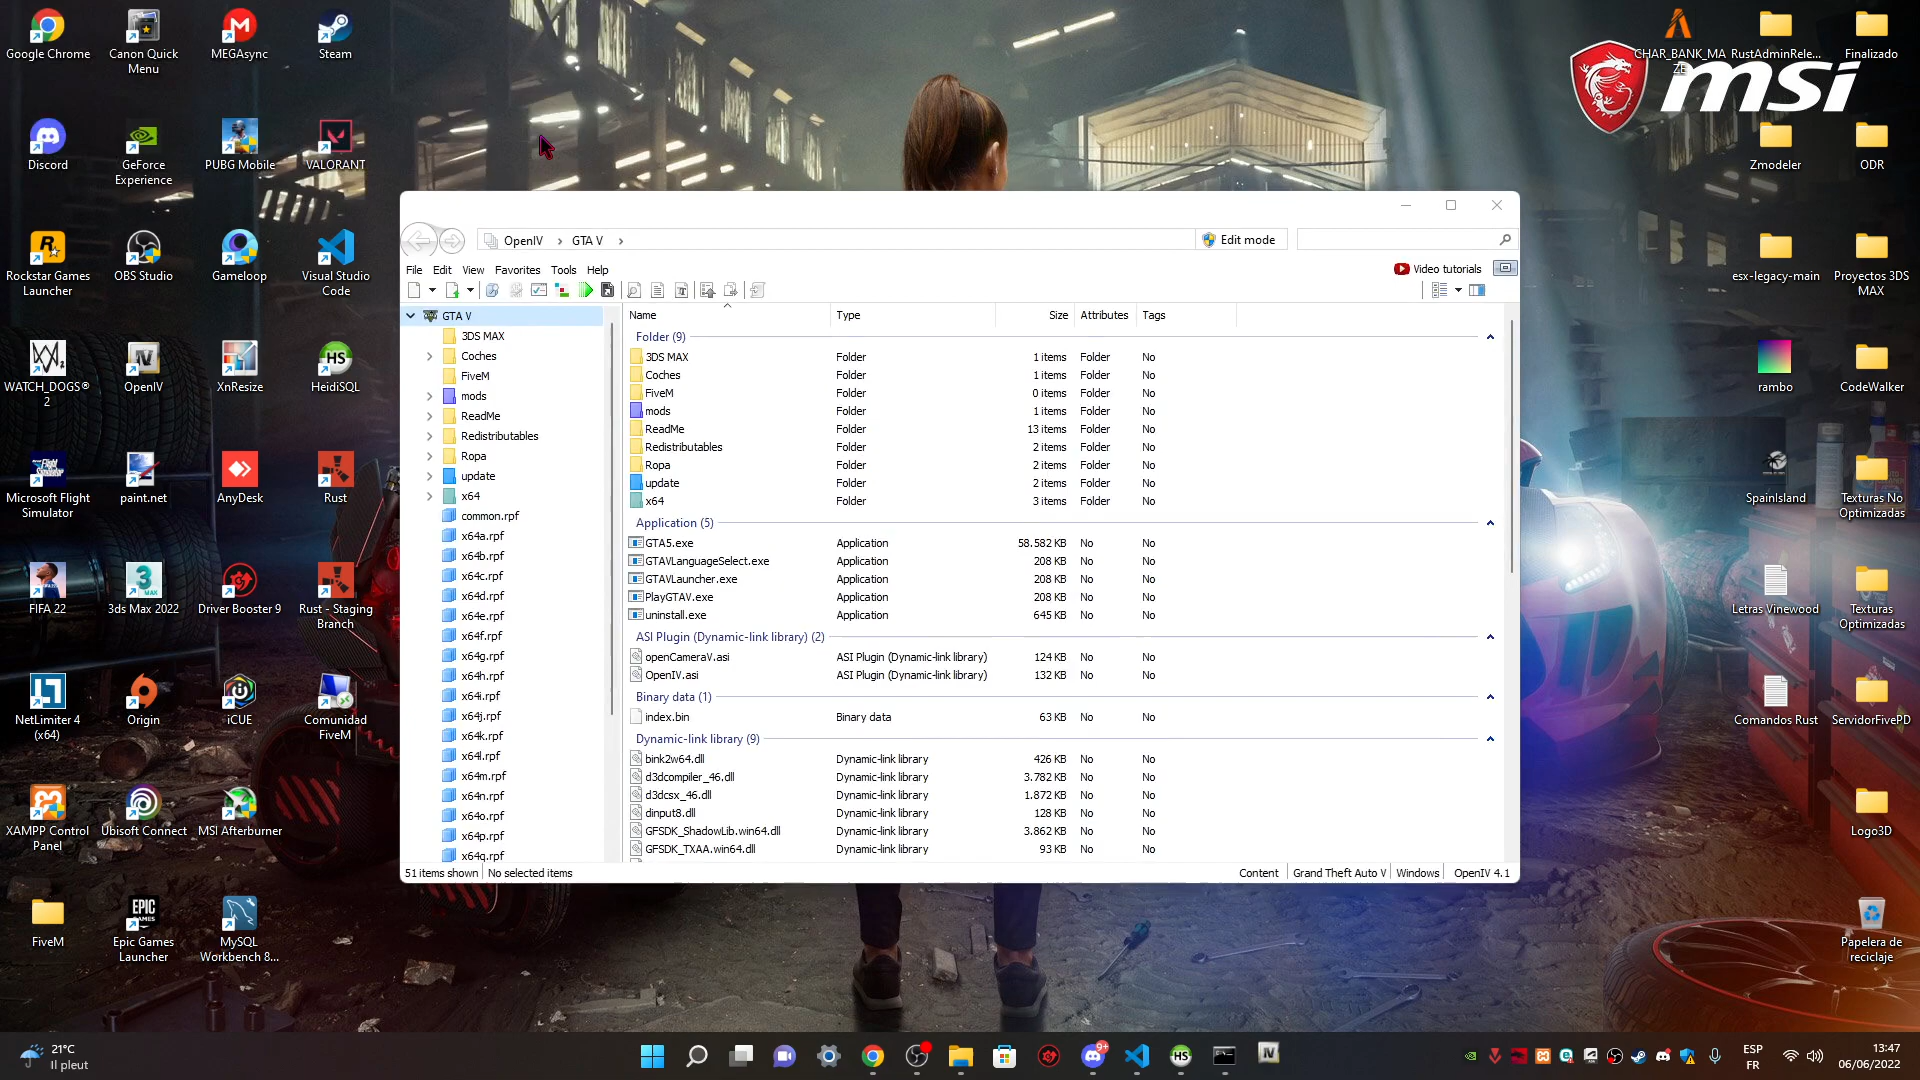 Google Chrome
Canon Quick
Menu
MEGAsync
Steam
Discord
GeForce
Experience
PUBG Mobile
VALORANT
Rockstar Games
Launcher
OBS Studio
Gameloop
Visual Studio
Code
WATCH_DOGS®
2
OpenIV
XnResize
HeidiSQL
Microsoft Flight
Simulator
paint.net
AnyDesk
Rust
FIFA 22
3ds Max 2022
Driver Booster 9
Rust - Staging
Branch
NetLimiter 4
(x64)
Origin
iCUE
Comunidad
FiveM
XAMPP Control
Panel
Ubisoft Connect
MSI Afterburner
FiveM
Epic Games
Launcher
MySQL
Workbench 8...
CHAR_BANK_MA
ZE
RustAdminRele...
Finalizado
msi
Zmodeler
ODR
esx-legacy-main
Proyectos 3DS
MAX
rambo
CodeWalker
SpainIsland
Texturas No
Optimizadas
Letras Vinewood
Texturas
Optimizadas
Comandos Rust
ServidorFivePD
Logo3D
Papelera de
reciclaje
OpenIV › GTA V ›
Edit mode
File Edit View Favorites Tools Help
Video tutorials
GTA V
3DS MAX
Coches
FiveM
mods
ReadMe
Redistributables
Ropa
update
x64
common.rpf
x64a.rpf
x64b.rpf
x64c.rpf
x64d.rpf
x64e.rpf
x64f.rpf
x64g.rpf
x64h.rpf
x64i.rpf
x64j.rpf
x64k.rpf
x64l.rpf
x64m.rpf
x64n.rpf
x64o.rpf
x64p.rpf
x64q.rpf
Name Type Size Attributes Tags
Folder (9)
3DS MAX Folder 1 items Folder No
Coches Folder 1 items Folder No
FiveM Folder 0 items Folder No
mods Folder 1 items Folder No
ReadMe Folder 13 items Folder No
Redistributables Folder 2 items Folder No
Ropa Folder 2 items Folder No
update Folder 2 items Folder No
x64 Folder 3 items Folder No
Application (5)
GTA5.exe Application 58.582 KB No No
GTAVLanguageSelect.exe Application 208 KB No No
GTAVLauncher.exe Application 208 KB No No
PlayGTAV.exe Application 208 KB No No
uninstall.exe Application 645 KB No No
ASI Plugin (Dynamic-link library) (2)
openCameraV.asi ASI Plugin (Dynamic-link library) 124 KB No No
OpenIV.asi ASI Plugin (Dynamic-link library) 132 KB No No
Binary data (1)
index.bin Binary data 63 KB No No
Dynamic-link library (9)
bink2w64.dll Dynamic-link library 426 KB No No
d3dcompiler_46.dll Dynamic-link library 3.782 KB No No
d3dcsx_46.dll Dynamic-link library 1.872 KB No No
dinput8.dll Dynamic-link library 128 KB No No
GFSDK_ShadowLib.win64.dll Dynamic-link library 3.862 KB No No
GFSDK_TXAA.win64.dll Dynamic-link library 93 KB No No
51 items shown No selected items
Content Grand Theft Auto V Windows OpenIV 4.1
21°C
Il pleut
ESP
FR
13:47
06/06/2022